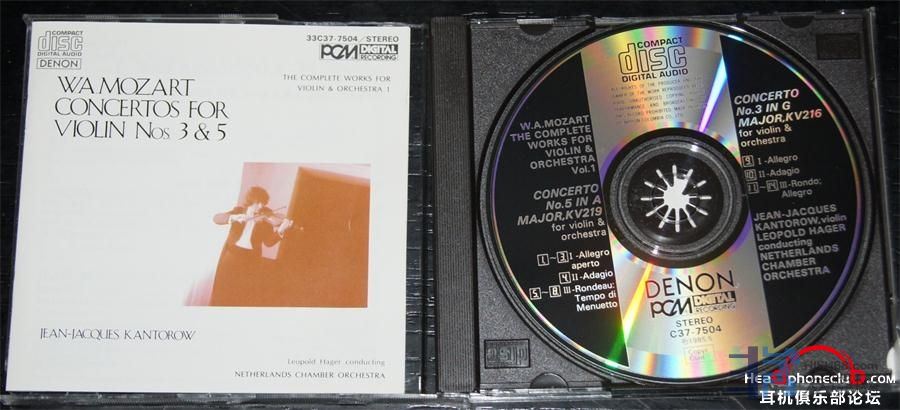 COMPACT
disc
DIGITAL AUDIO
DENON
33C37-7504/STEREO
PCM DIGITAL
RECORDING
THE COMPLETE WORKS FOR
VIOLIN & ORCHESTRA 1
W.A.MOZART
CONCERTOS FOR
VIOLIN Nos 3 & 5
JEAN-JACQUES KANTOROW
Leopold Hager conducting
NETHERLANDS CHAMBER ORCHESTRA
COMPACT
disc
DIGITAL AUDIO
W.A.MOZART
THE COMPLETE
WORKS FOR
VIOLIN &
ORCHESTRA
Vol.1
CONCERTO
No.5 IN A
MAJOR,KV219
for violin &
orchestra
1-3 I-Allegro
aperto
4 II-Adagio
5-8 III-Rondeau:
Tempo di
Menuetto
CONCERTO
No.3 IN G
MAJOR,KV216
for violin &
orchestra
9 I-Allegro
10 II-Adagio
III-Rondo:
Allegro
JEAN-JACQUES
KANTOROW,violin
LEOPOLD HAGER
conducting
NETHERLANDS
CHAMBER
ORCHESTRA
DENON
PCM DIGITAL
RECORDING
STEREO
C37-7504
disc
Headphoneclub.com
耳机俱乐部论坛